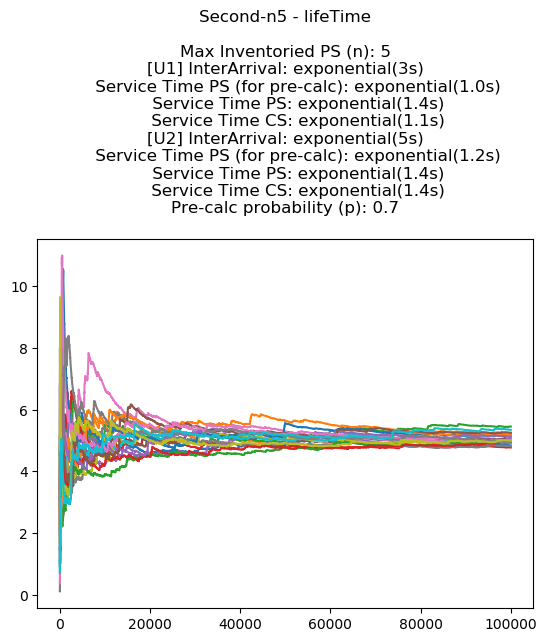 Second-n5 - lifeTime
Max Inventoried PS (n): 5
[U1] InterArrival: exponential(3s)
Service Time PS (for pre-calc): exponential(1.0s)
Service Time PS: exponential(1.4s)
Service Time CS: exponential(1.1s)
[U2] InterArrival: exponential(5s)
Service Time PS (for pre-calc): exponential(1.2s)
Service Time PS: exponential(1.4s)
Service Time CS: exponential(1.4s)
Pre-calc probability (p): 0.7
10
8
6
4
2
0
0 20000 40000 60000 80000 100000